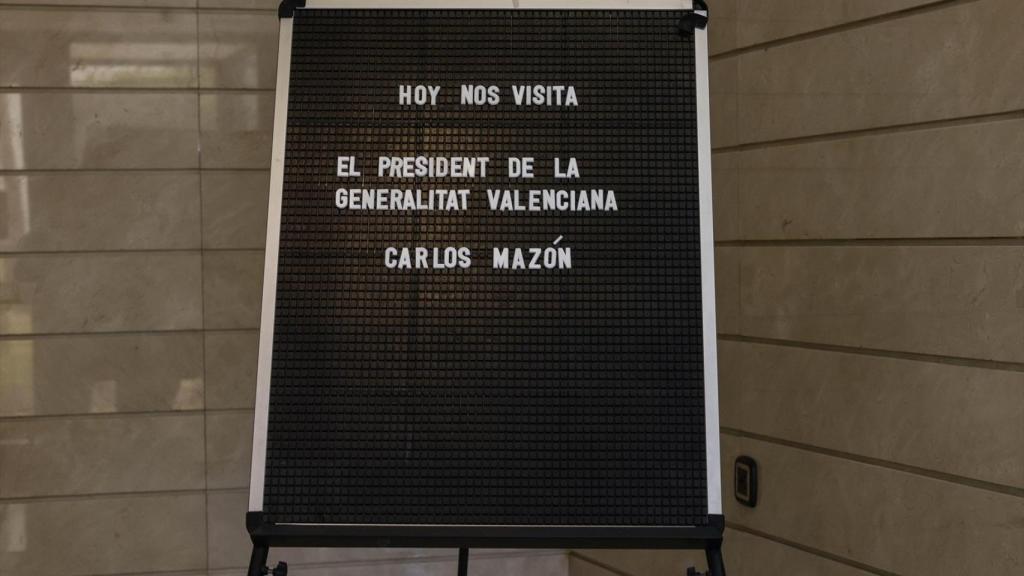 HOY NOS VISITA
EL PRESIDENT DE LA
GENERALITAT VALENCIANA
CARLOS MAZÓN